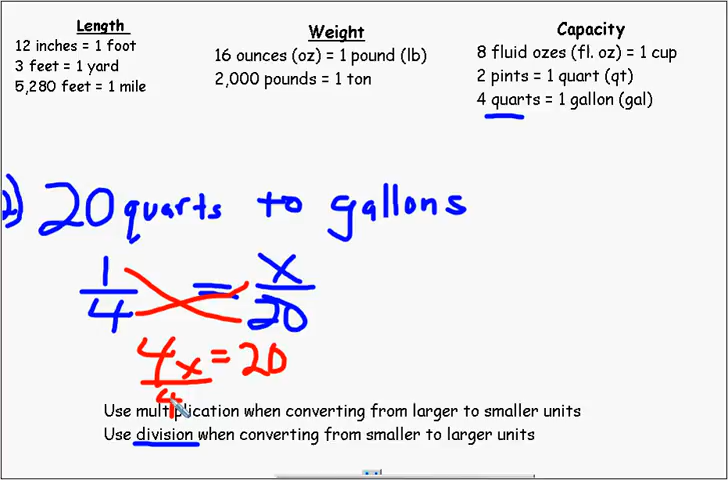 Length
12 inches = 1 foot
3 feet = 1 yard
5,280 feet = 1 mile
Weight
16 ounces (oz) = 1 pound (lb)
2,000 pounds = 1 ton
Capacity
8 fluid ozes (fl. oz) = 1 cup
2 pints = 1 quart (qt)
4 quarts = 1 gallon (gal)
20 quarts to gallons
1/4 = x/20
4x = 20
4
Use multiplication when converting from larger to smaller units
Use division when converting from smaller to larger units